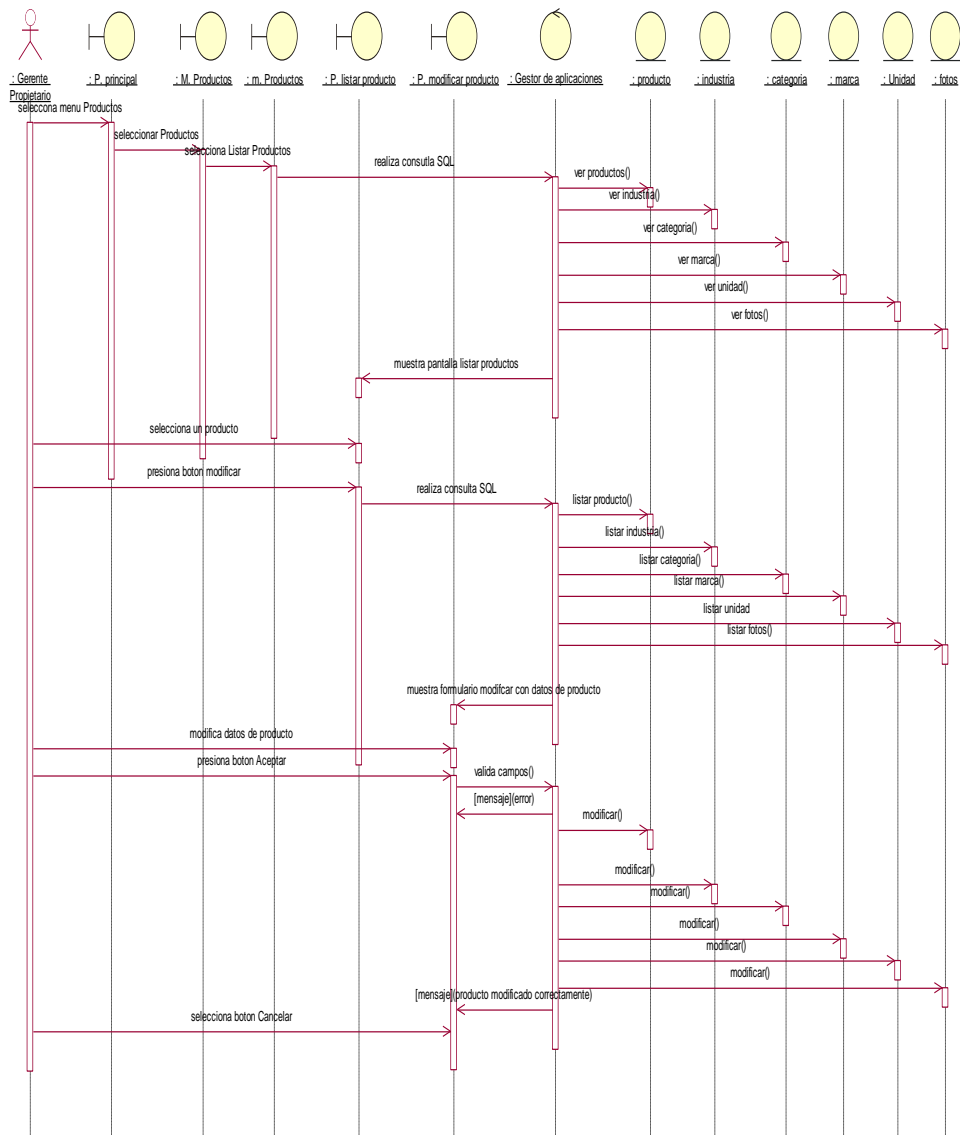 : Gerente
Propietario
: P. principal
: M. Productos
: m. Productos
: P. listar producto
: P. modificar producto
: Gestor de aplicaciones
: producto
: industria
: categoria
: marca
: Unidad
: fotos
seleccona menu Productos
seleccionar Productos
selecciona Listar Productos
realiza consutla SQL
ver productos()
ver industria()
ver categoria()
ver marca()
ver unidad()
ver fotos()
muestra pantalla listar productos
selecciona un producto
presiona boton modificar
realiza consulta SQL
listar producto()
listar industria()
listar categoria()
listar marca()
listar unidad
listar fotos()
muestra formulario modifcar con datos de producto
modifica datos de producto
presiona boton Aceptar
valida campos()
[mensaje](error)
modificar()
modificar()
modificar()
modificar()
modificar()
modificar()
[mensaje](producto modificado correctamente)
selecciona boton Cancelar